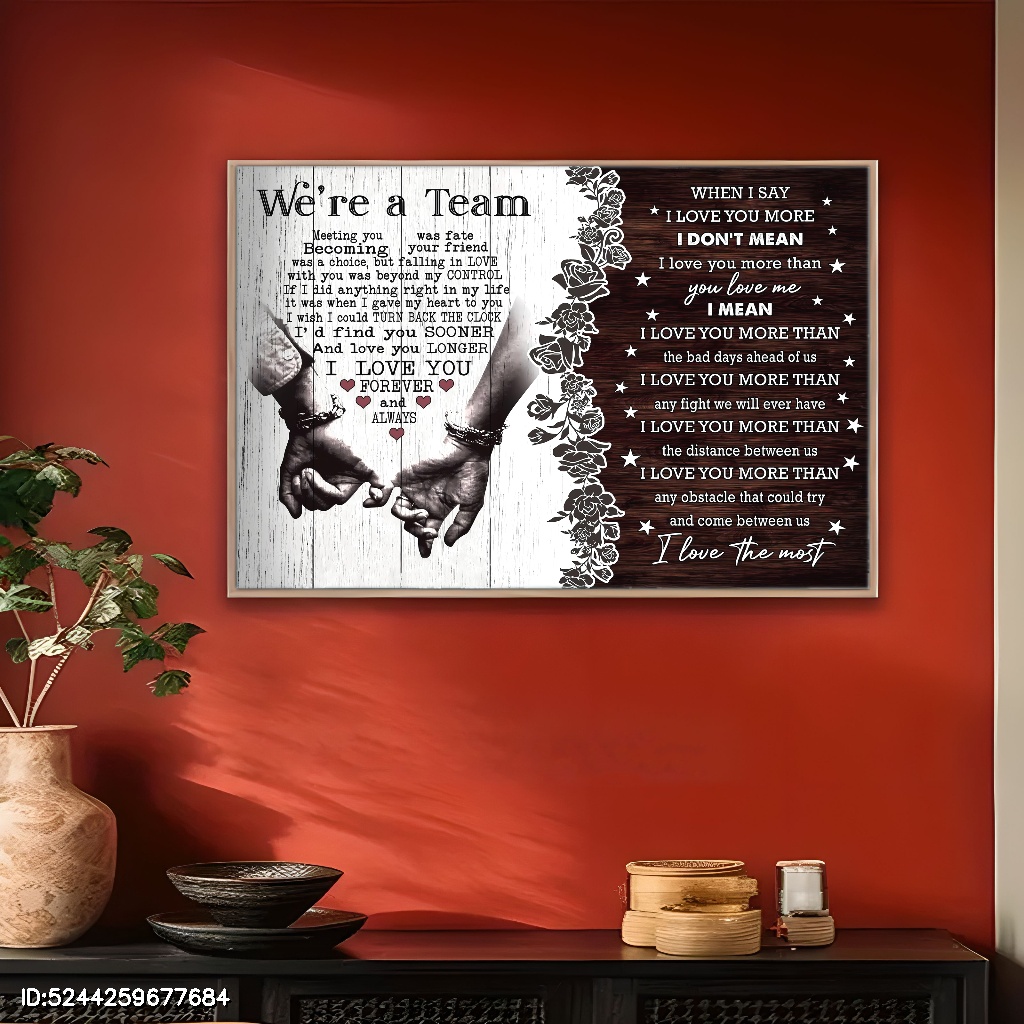 We're a Team
Meeting you was fate
Becoming your friend
was a choice, but falling in LOVE
with you was beyond my CONTROL
If I did anything right in my life
it was when I gave my heart to you
I wish I could TURN BACK THE CLOCK
I'd find you SOONER
And love you LONGER
I LOVE YOU
FOREVER
and
ALWAYS
WHEN I SAY
I LOVE YOU MORE
I DON'T MEAN
I love you more than
you love me
I MEAN
I LOVE YOU MORE THAN
the bad days ahead of us
I LOVE YOU MORE THAN
any fight we will ever have
I LOVE YOU MORE THAN
the distance between us
I LOVE YOU MORE THAN
any obstacle that could try
and come between us
I love the most
ID:5244259677684